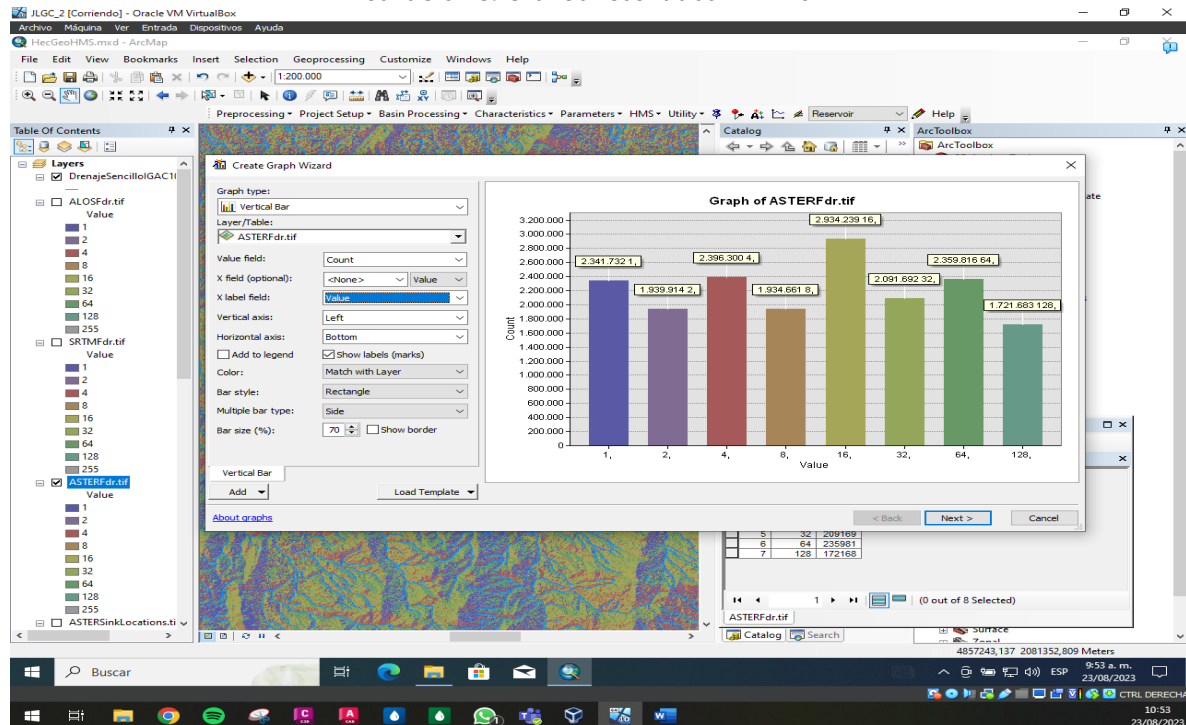 JLGC_2 [Corriendo] - Oracle VM VirtualBox
Archivo Máquina Ver Entrada Dispositivos Ayuda
HecGeoHMS.mxd - ArcMap
File Edit View Bookmarks Insert Selection Geoprocessing Customize Windows Help
1:200.000
Preprocessing Project Setup Basin Processing Characteristics Parameters HMS Utility Reservoir Help
Table Of Contents
Layers
DrenajeSencilloIGAC1
ALOSFdr.tif
Value
1
2
4
8
16
32
64
128
255
SRTMFdr.tif
Value
1
2
4
8
16
32
64
128
255
ASTERFdr.tif
Value
1
2
4
8
16
32
64
128
255
ASTERSinkLocations.ti
Create Graph Wizard
Graph type:
Vertical Bar
Layer/Table:
ASTERFdr.tif
Value field: Count
X field (optional): <None> Value
X label field: Value
Vertical axis: Left
Horizontal axis: Bottom
Add to legend Show labels (marks)
Color: Match with Layer
Bar style: Rectangle
Multiple bar type: Side
Bar size (%): 70 Show border
Vertical Bar
Add Load Template
About graphs
Graph of ASTERFdr.tif
3.200.000
3.000.000
2.800.000
2.600.000
2.400.000
2.200.000
2.000.000
1.800.000
1.600.000
1.400.000
1.200.000
1.000.000
800.000
600.000
400.000
200.000
0
Count
2.341.732 1,
1.939.914 2,
2.396.300 4,
1.934.661 8,
2.934.239 16,
2.091.692 32,
2.359.816 64,
1.721.683 128,
1, 2, 4, 8, 16, 32, 64, 128,
Value
< Back Next > Cancel
Catalog
ArcToolbox
ArcToolbox
ate
5 32 209169
6 64 235981
7 128 172168
1 (0 out of 8 Selected)
ASTERFdr.tif
Catalog Search
Surface
4857243,137 2081352,809 Meters
Buscar
ESP
9:53 a. m.
23/08/2023
CTRL DERECHA
10:53
23/08/2023